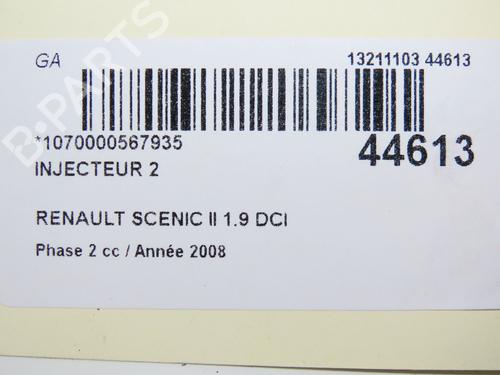 GA
13211103 44613
*1070000567935
44613
INJECTEUR 2
RENAULT SCENIC II 1.9 DCI
Phase 2 cc / Année 2008
B-PARTS